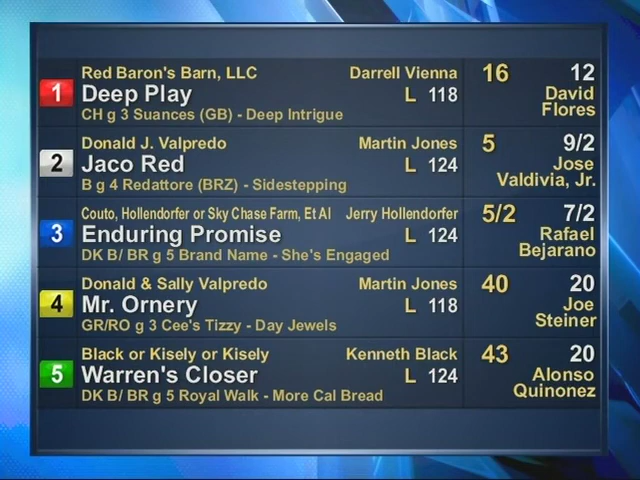 Red Baron's Barn, LLC Darrell Vienna 16 12
1 Deep Play L 118 David
CH g 3 Suances (GB) - Deep Intrigue Flores
Donald J. Valpredo Martin Jones 5 9/2
2 Jaco Red L 124 Jose
B g 4 Redattore (BRZ) - Sidestepping Valdivia, Jr.
Couto, Hollendorfer or Sky Chase Farm, Et Al Jerry Hollendorfer 5/2 7/2
3 Enduring Promise L 124 Rafael
DK B/ BR g 5 Brand Name - She's Engaged Bejarano
Donald & Sally Valpredo Martin Jones 40 20
4 Mr. Ornery L 118 Joe
GR/RO g 3 Cee's Tizzy - Day Jewels Steiner
Black or Kisely or Kisely Kenneth Black 43 20
5 Warren's Closer L 124 Alonso
DK B/ BR g 5 Royal Walk - More Cal Bread Quinonez